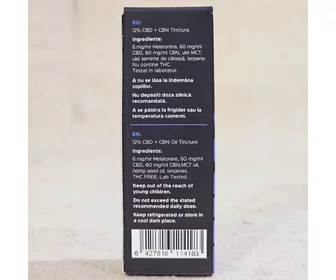 RO:
12% CBD + CBN Tinctura
Ingrediente:
6 mg/ml Melatonina, 60 mg/ml
CBD, 60 mg/ml CBN, ulei MCT,
ulei seminte de cânepă, terpene.
Nu contine THC.
Testat în laborator.
A nu se lăsa la îndemâna
copiilor.
Nu depăsiti doza zilnică
recomandată.
A se păstra la frigider sau la
temperatura camerei.
EN:
12% CBD + CBN Oil Tincture
Ingredients:
6 mg/ml Melatonin, 60 mg/ml
CBD, 60 mg/ml CBN,MCT oil,
hemp seed oil, terpenes.
THC FREE. Lab Tested.
Keep out of the reach of
young children.
Do not exceed the stated
recommended daily dose.
Keep refrigerated or store in
a cool dark place.
6 427616 114183